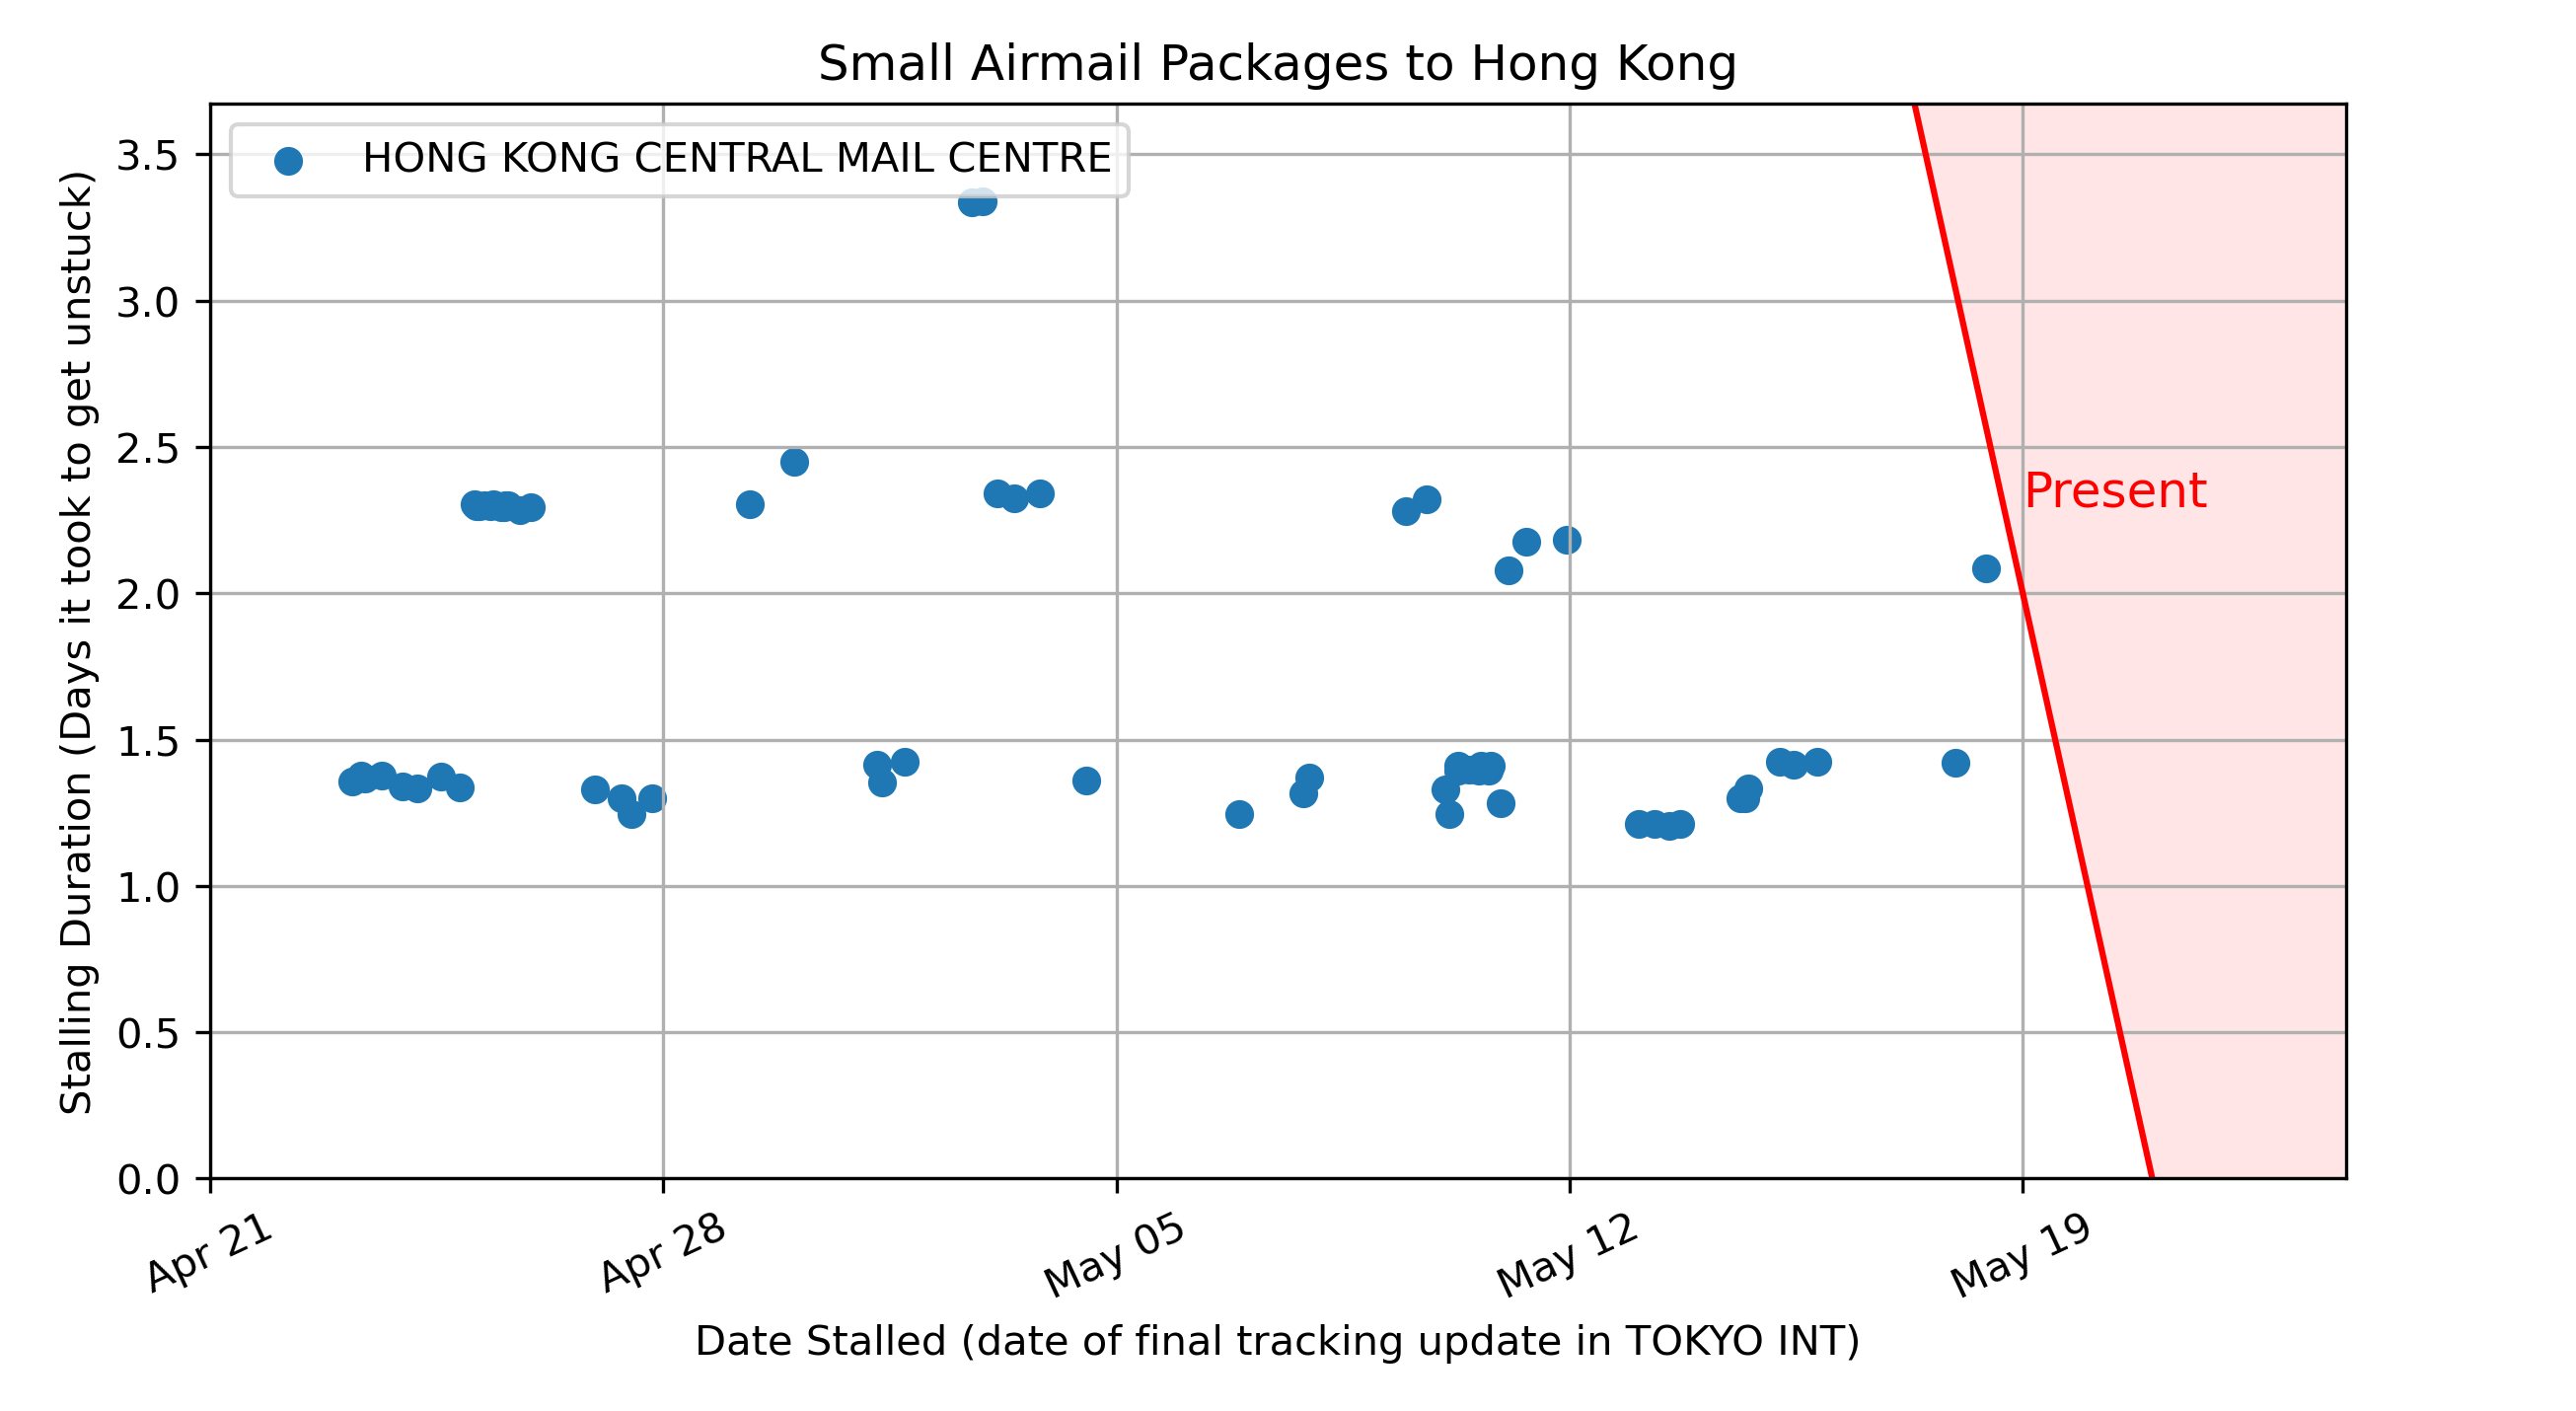 Small Airmail Packages to Hong Kong
HONG KONG CENTRAL MAIL CENTRE
Stalling Duration (Days it took to get unstuck)
3.5
3.0
2.5
2.0
1.5
1.0
0.5
0.0
Present
Apr 21
Apr 28
May 05
May 12
May 19
Date Stalled (date of final tracking update in TOKYO INT)